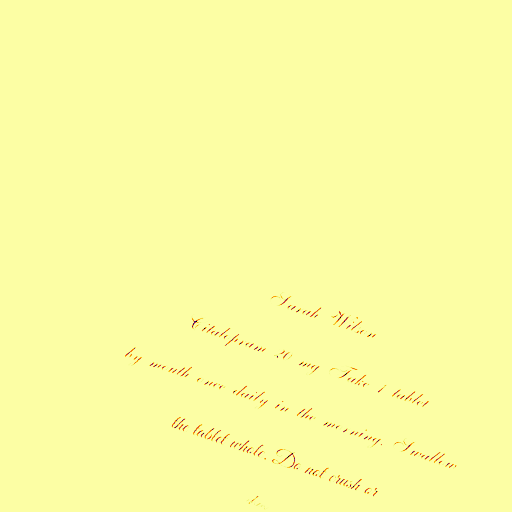 Sarah Wilson
Citalopram 20 mg Take 1 tablet
by mouth once daily in the morning. Swallow
the tablet whole. Do not crush or